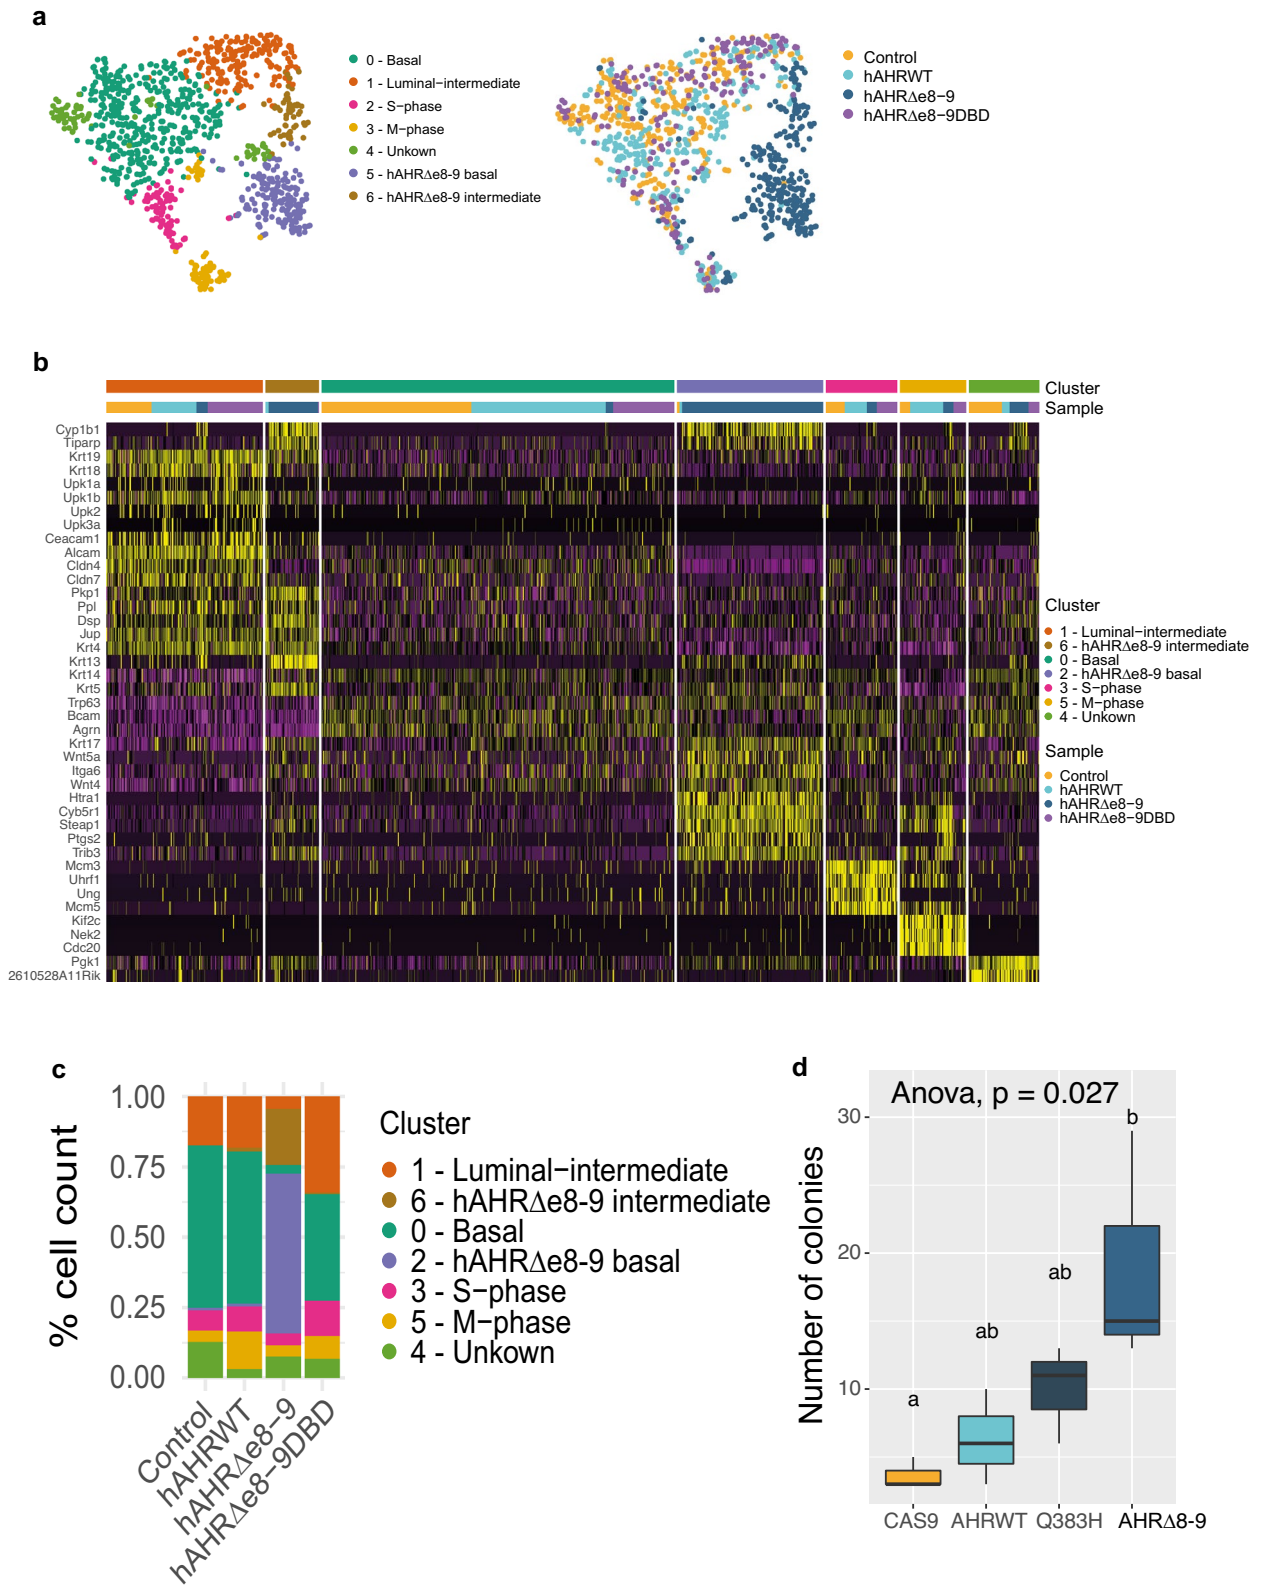 a
0 - Basal
1 - Luminal−intermediate
2 - S−phase
3 - M−phase
4 - Unkown
5 - hAHRΔe8-9 basal
6 - hAHRΔe8-9 intermediate
Control
hAHRWT
hAHRΔe8−9
hAHRΔe8−9DBD
b
Cluster
Sample
Cyp1b1
Tiparp
Krt19
Krt18
Upk1a
Upk1b
Upk2
Upk3a
Ceacam1
Alcam
Cldn4
Cldn7
Pkp1
Ppl
Dsp
Jup
Krt4
Krt13
Krt14
Krt5
Trp63
Bcam
Agrn
Krt17
Wnt5a
Itga6
Wnt4
Htra1
Cyb5r1
Steap1
Ptgs2
Trib3
Mcm3
Uhrf1
Ung
Mcm5
Kif2c
Nek2
Cdc20
Pgk1
2610528A11Rik
Cluster
1 - Luminal−intermediate
6 - hAHRΔe8-9 intermediate
0 - Basal
2 - hAHRΔe8-9 basal
3 - S−phase
5 - M−phase
4 - Unkown
Sample
Control
hAHRWT
hAHRΔe8−9
hAHRΔe8−9DBD
c
% cell count
1.00
0.75
0.50
0.25
0.00
Control
hAHRWT
hAHRΔe8−9
hAHRΔe8−9DBD
Cluster
1 - Luminal−intermediate
6 - hAHRΔe8-9 intermediate
0 - Basal
2 - hAHRΔe8-9 basal
3 - S−phase
5 - M−phase
4 - Unkown
d
Anova, p = 0.027
Number of colonies
30
20
10
a
ab
ab
b
CAS9
AHRWT
Q383H
AHRΔ8-9